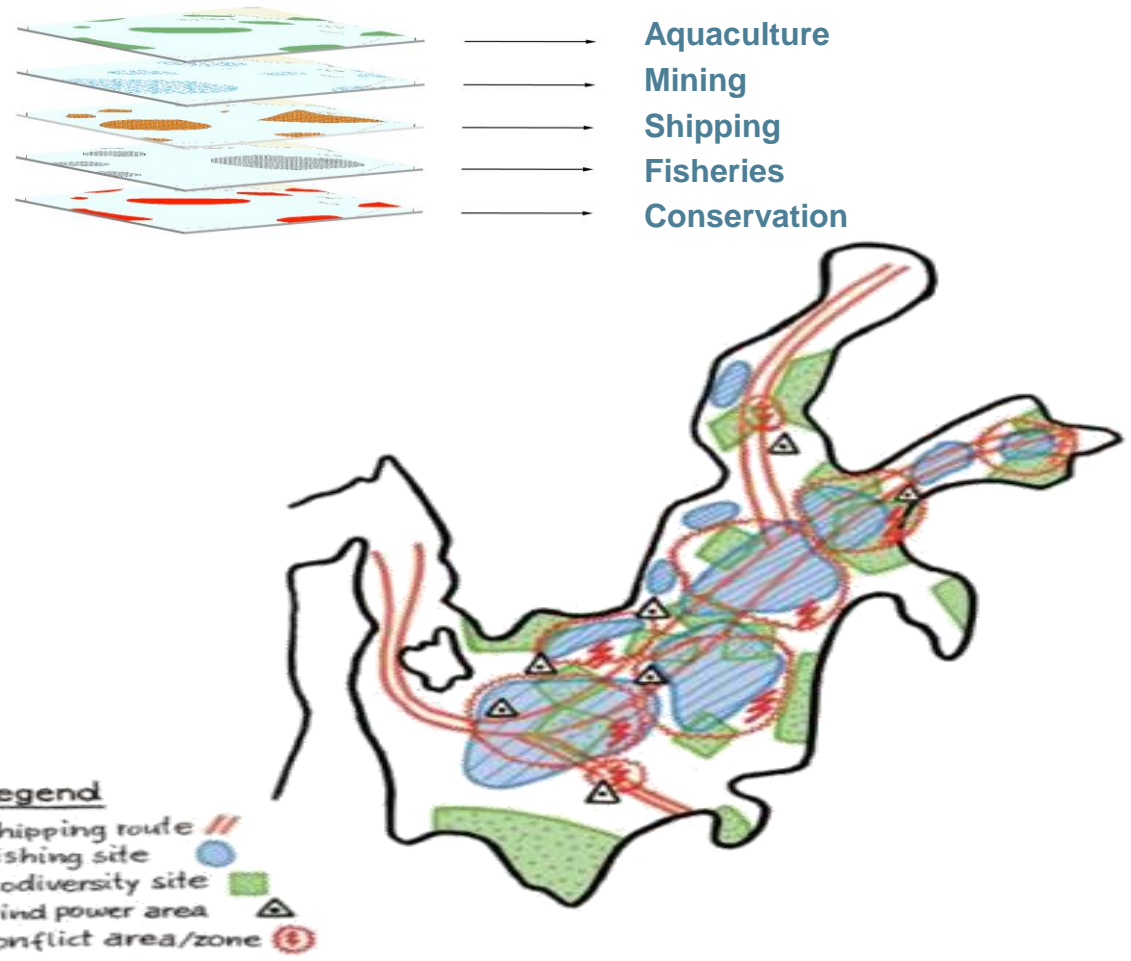 Aquaculture
Mining
Shipping
Fisheries
Conservation
egend
hipping route
ishing site
odiversity site
ind power area
onflict area/zone